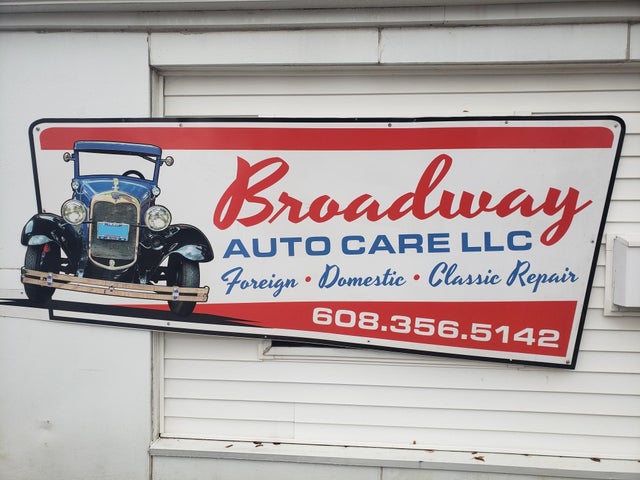 Broadway
AUTO CARE LLC
Foreign • Domestic • Classic Repair
608.356.5142